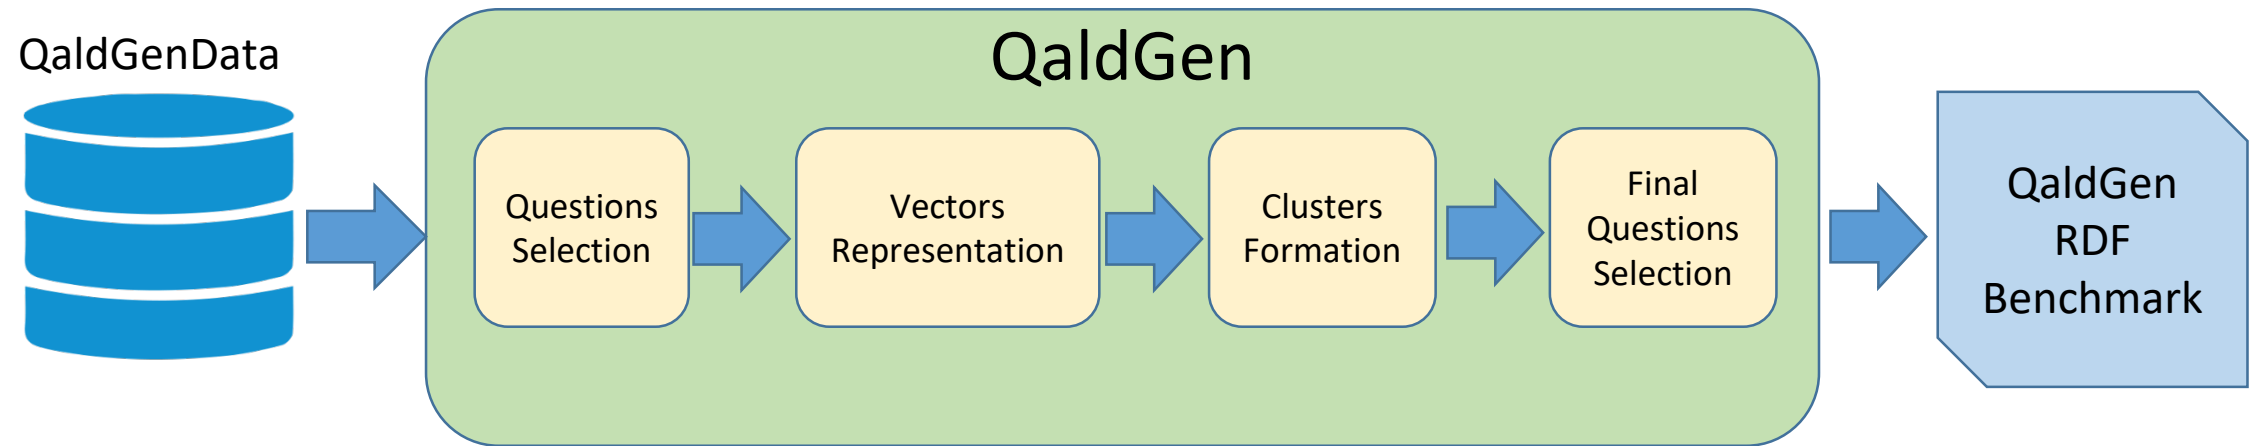 QaldGenData
QaldGen
Questions
Selection
Vectors
Representation
Clusters
Formation
Final
Questions
Selection
QaldGen
RDF
Benchmark